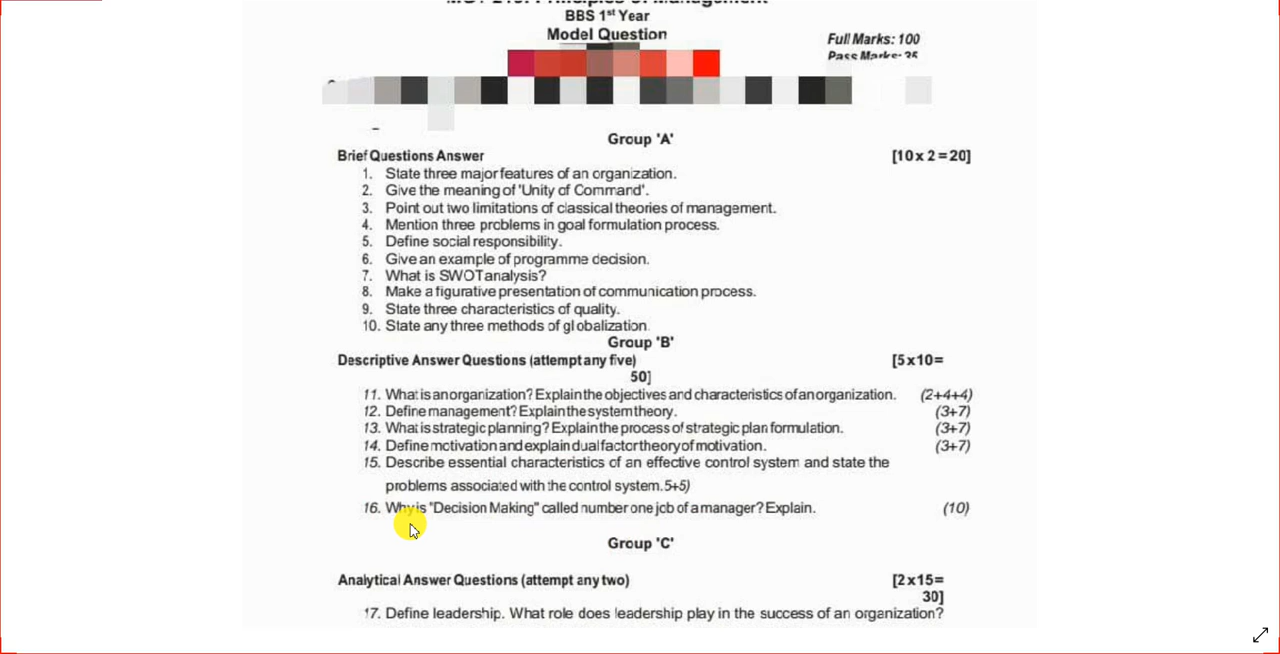 BBS 1st Year
Model Question
Full Marks: 100
Pass Marks: 35
Group 'A'
Brief Questions Answer [10 x 2 = 20]
1. State three major features of an organization.
2. Give the meaning of 'Unity of Command'.
3. Point out two limitations of classical theories of management.
4. Mention three problems in goal formulation process.
5. Define social responsibility.
6. Give an example of programme decision.
7. What is SWOT analysis?
8. Make a figurative presentation of communication process.
9. State three characteristics of quality.
10. State any three methods of globalization.
Group 'B'
Descriptive Answer Questions (attempt any five) [5 x10=
50]
11. What is an organization? Explain the objectives and characteristics of an organization. (2+4+4)
12. Define management? Explain the system theory. (3+7)
13. What is strategic planning? Explain the process of strategic plan formulation. (3+7)
14. Define motivation and explain dual factor theory of motivation. (3+7)
15. Describe essential characteristics of an effective control system and state the
problems associated with the control system. 5+5)
16. Why is "Decision Making" called number one job of a manager? Explain. (10)
Group 'C'
Analytical Answer Questions (attempt any two) [2 x15=
30]
17. Define leadership. What role does leadership play in the success of an organization?